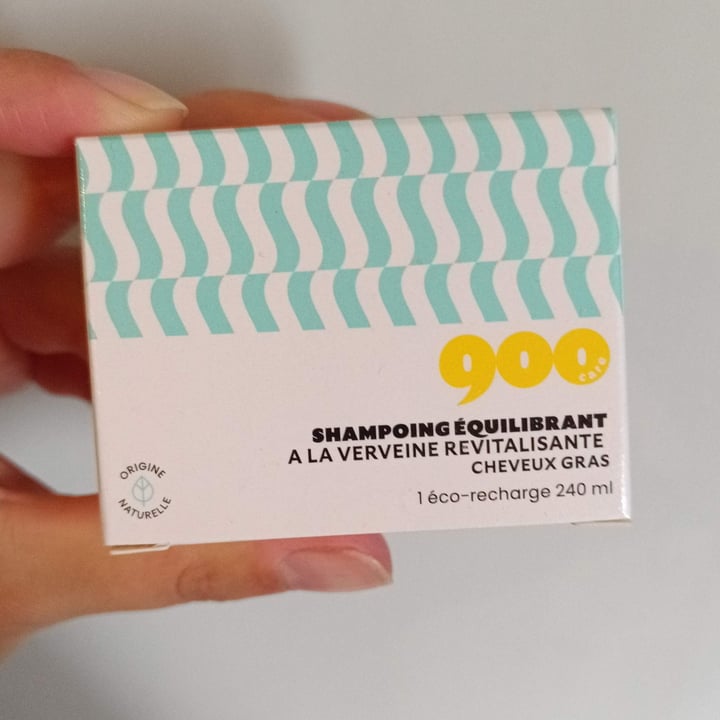 900
care
SHAMPOING ÉQUILIBRANT
A LA VERVEINE REVITALISANTE
CHEVEUX GRAS
1 éco-recharge 240 ml
ORIGINE
NATURELLE